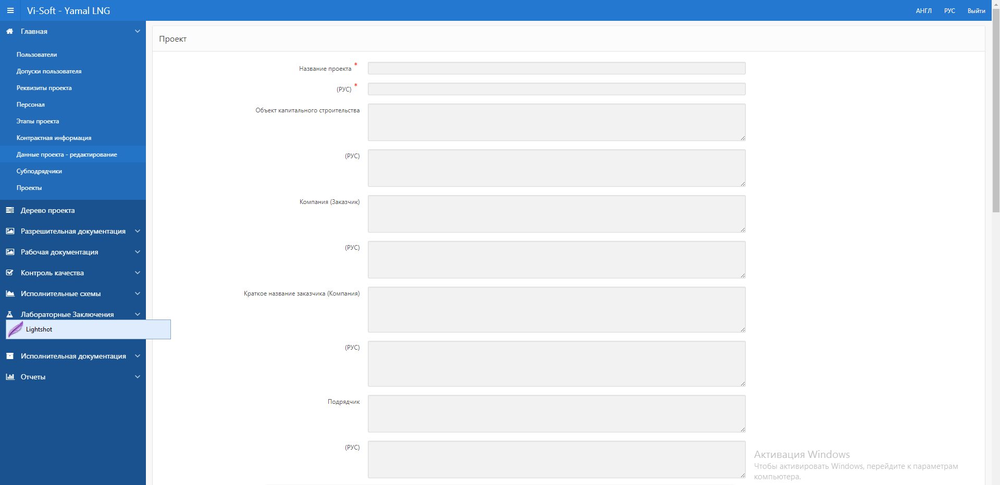 Vi-Soft - Yamal LNG
АНГЛ
РУС
Выйти
Главная
Пользователи
Допуски пользователя
Реквизиты проекта
Персонал
Этапы проекта
Контрактная информация
Данные проекта - редактирование
Субподрядчики
Проекты
Дерево проекта
Разрешительная документация
Рабочая документация
Контроль качества
Исполнительные схемы
Лабораторные Заключения
Lightshot
Исполнительная документация
Отчеты
Проект
Название проекта *
(РУС) *
Объект капитального строительства
(РУС)
Компания (Заказчик)
(РУС)
Краткое название заказчика (Компания)
(РУС)
Подрядчик
(РУС)
Активация Windows
Чтобы активировать Windows, перейдите к параметрам
компьютера.